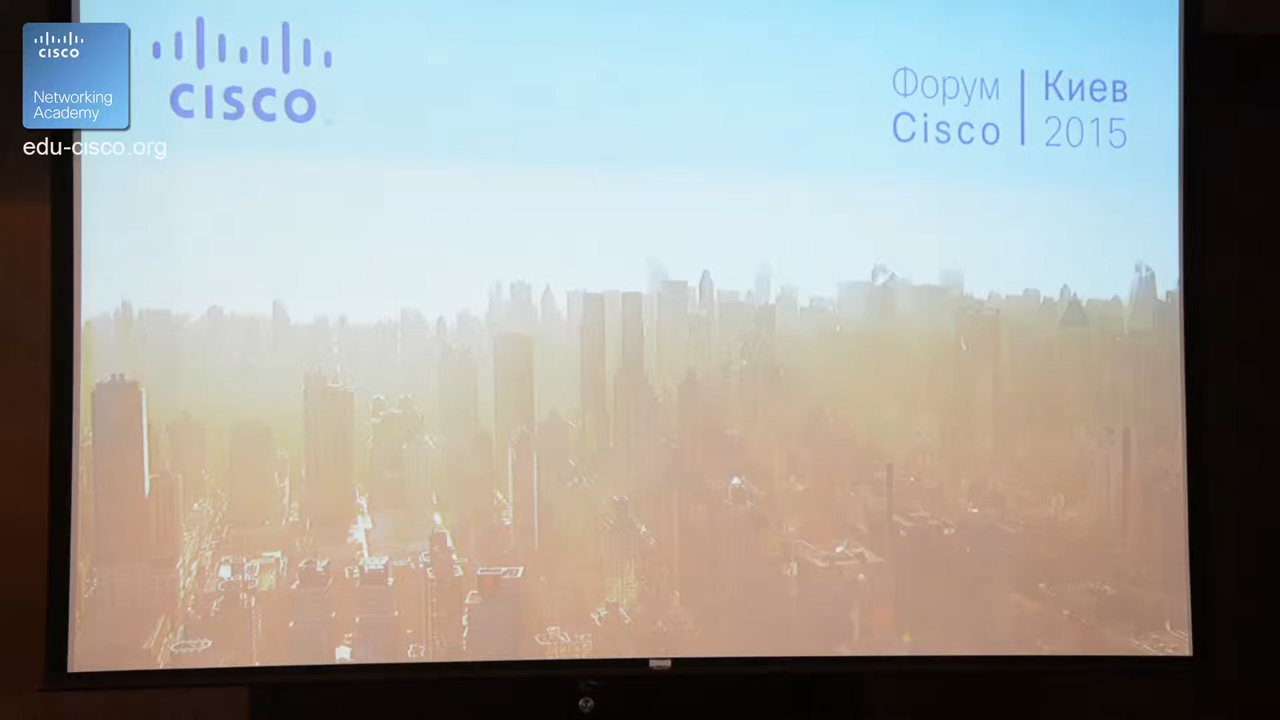 CISCO
Networking
Academy
edu-cisco.org
CISCO
Форум
Cisco
Киев
2015